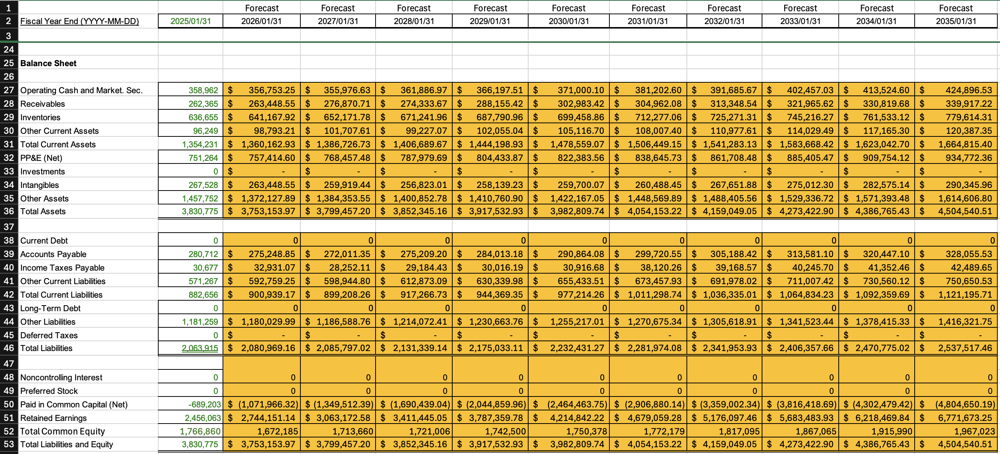 1 Forecast Forecast Forecast Forecast Forecast Forecast Forecast Forecast Forecast Forecast
2 Fiscal Year End (YYYY-MM-DD) 2025/01/31 2026/01/31 2027/01/31 2028/01/31 2029/01/31 2030/01/31 2031/01/31 2032/01/31 2033/01/31 2034/01/31 2035/01/31
3
24
25 Balance Sheet
26
27 Operating Cash and Market. Sec. 358,962 $ 356,753.25 $ 355,976.63 $ 361,886.97 $ 366,197.51 $ 371,000.10 $ 381,202.60 $ 391,685.67 $ 402,457.03 $ 413,524.60 $ 424,896.53
28 Receivables 262,365 $ 263,448.55 $ 276,870.71 $ 274,333.67 $ 288,155.42 $ 302,983.42 $ 304,962.08 $ 313,348.54 $ 321,965.62 $ 330,819.68 $ 339,917.22
29 Inventories 636,655 $ 641,167.92 $ 652,171.78 $ 671,241.96 $ 687,790.96 $ 699,458.86 $ 712,277.06 $ 725,271.31 $ 745,216.27 $ 761,533.12 $ 779,614.31
30 Other Current Assets 96,249 $ 98,793.21 $ 101,707.61 $ 99,227.07 $ 102,055.04 $ 105,116.70 $ 108,007.40 $ 110,977.61 $ 114,029.49 $ 117,165.30 $ 120,387.35
31 Total Current Assets 1,354,231 $ 1,360,162.93 $ 1,386,726.73 $ 1,406,689.67 $ 1,444,198.93 $ 1,478,559.07 $ 1,506,449.15 $ 1,541,283.13 $ 1,583,668.42 $ 1,623,042.70 $ 1,664,815.40
32 PP&E (Net) 751,264 $ 757,414.60 $ 768,457.48 $ 787,979.69 $ 804,433.87 $ 822,383.56 $ 838,645.73 $ 861,708.48 $ 885,405.47 $ 909,754.12 $ 934,772.36
33 Investments 0 $ - $ - $ - $ - $ - $ - $ - $ - $ - $ -
34 Intangibles 267,528 $ 263,448.55 $ 259,919.44 $ 256,823.01 $ 258,139.23 $ 259,700.07 $ 260,488.45 $ 267,651.88 $ 275,012.30 $ 282,575.14 $ 290,345.96
35 Other Assets 1,457,752 $ 1,372,127.89 $ 1,384,353.55 $ 1,400,852.78 $ 1,410,760.90 $ 1,422,167.05 $ 1,448,569.89 $ 1,488,405.56 $ 1,529,336.72 $ 1,571,393.48 $ 1,614,606.80
36 Total Assets 3,830,775 $ 3,753,153.97 $ 3,799,457.20 $ 3,852,345.16 $ 3,917,532.93 $ 3,982,809.74 $ 4,054,153.22 $ 4,159,049.05 $ 4,273,422.90 $ 4,386,765.43 $ 4,504,540.51
37
38 Current Debt 0 0 0 0 0 0 0 0 0 0 0
39 Accounts Payable 280,712 $ 275,248.85 $ 272,011.35 $ 275,209.20 $ 284,013.18 $ 290,864.08 $ 299,720.55 $ 305,188.42 $ 313,581.10 $ 320,447.10 $ 328,055.53
40 Income Taxes Payable 30,677 $ 32,931.07 $ 28,252.11 $ 29,184.43 $ 30,016.19 $ 30,916.68 $ 38,120.26 $ 39,168.57 $ 40,245.70 $ 41,352.46 $ 42,489.65
41 Other Current Liabilities 571,267 $ 592,759.25 $ 598,944.80 $ 612,873.09 $ 630,339.98 $ 655,433.51 $ 673,457.93 $ 691,978.02 $ 711,007.42 $ 730,560.12 $ 750,650.53
42 Total Current Liabilities 882,656 $ 900,939.17 $ 899,208.26 $ 917,266.73 $ 944,369.35 $ 977,214.26 $ 1,011,298.74 $ 1,036,335.01 $ 1,064,834.23 $ 1,092,359.69 $ 1,121,195.71
43 Long-Term Debt 0 0 0 0 0 0 0 0 0 0 0
44 Other Liabilities 1,181,259 $ 1,180,029.99 $ 1,186,588.76 $ 1,214,072.41 $ 1,230,663.76 $ 1,255,217.01 $ 1,270,675.34 $ 1,305,618.91 $ 1,341,523.44 $ 1,378,415.33 $ 1,416,321.75
45 Deferred Taxes 0 $ - $ - $ - $ - $ - $ - $ - $ - $ - $ -
46 Total Liabilities 2,063,915 $ 2,080,969.16 $ 2,085,797.02 $ 2,131,339.14 $ 2,175,033.11 $ 2,232,431.27 $ 2,281,974.08 $ 2,341,953.93 $ 2,406,357.66 $ 2,470,775.02 $ 2,537,517.46
47
48 Noncontrolling Interest 0 0 0 0 0 0 0 0 0 0 0
49 Preferred Stock 0 0 0 0 0 0 0 0 0 0 0
50 Paid in Common Capital (Net) -689,203 $ (1,071,966.32) $ (1,349,512.39) $ (1,690,439.04) $ (2,044,859.96) $ (2,464,463.75) $ (2,906,880.14) $ (3,359,002.34) $ (3,816,418.69) $ (4,302,479.42) $ (4,804,650.19)
51 Retained Earnings 2,456,063 $ 2,744,151.14 $ 3,063,172.58 $ 3,411,445.05 $ 3,787,359.78 $ 4,214,842.22 $ 4,679,059.28 $ 5,176,097.46 $ 5,683,483.93 $ 6,218,469.84 $ 6,771,673.25
52 Total Common Equity 1,766,860 1,672,185 1,713,660 1,721,006 1,742,500 1,750,378 1,772,179 1,817,095 1,867,065 1,915,990 1,967,023
53 Total Liabilities and Equity 3,830,775 $ 3,753,153.97 $ 3,799,457.20 $ 3,852,345.16 $ 3,917,532.93 $ 3,982,809.74 $ 4,054,153.22 $ 4,159,049.05 $ 4,273,422.90 $ 4,386,765.43 $ 4,504,540.51